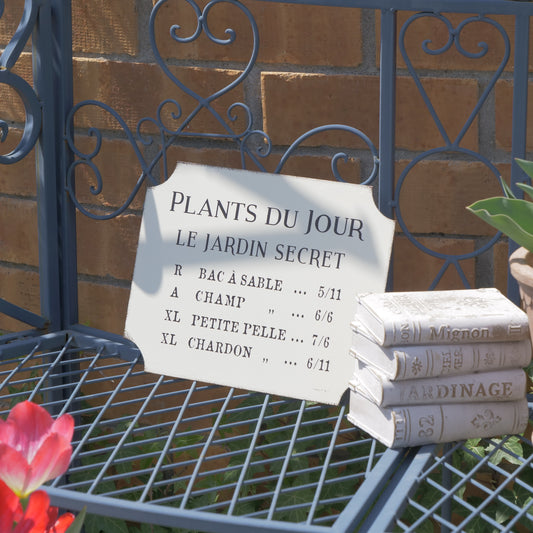 PLANTS DU JOUR
LE JARDIN SECRET
R BAC À SABLE ... 5/11
A CHAMP „ ... 6/6
XL PETITE PELLE ... 7/6
XL CHARDON „ ... 6/11
Mignon
JARDINAGE
32